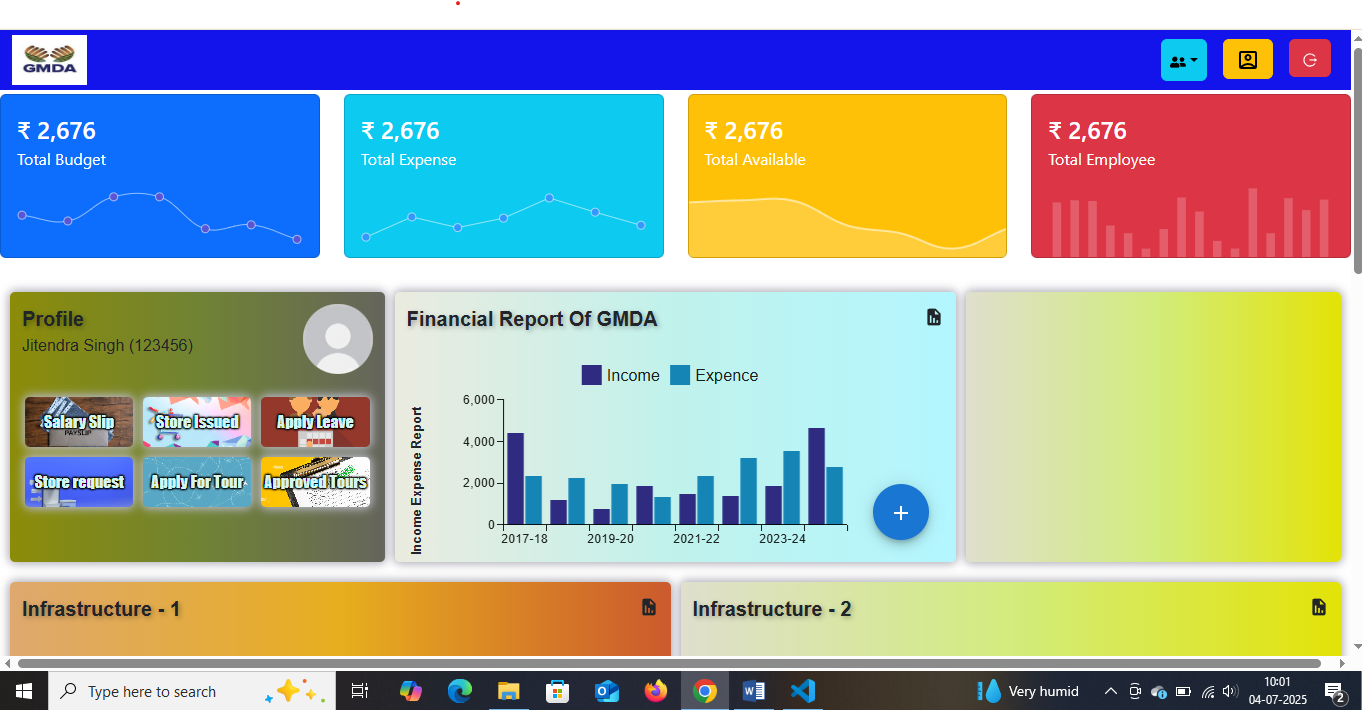 GMDA
₹ 2,676
Total Budget
₹ 2,676
Total Expense
₹ 2,676
Total Available
₹ 2,676
Total Employee
Profile
Jitendra Singh (123456)
Salary Slip
PAYSLIP
Store Issued
Apply Leave
Store request
Apply For Tour
Approved Tours
Financial Report Of GMDA
Income
Expence
Income Expense Report
6,000
4,000
2,000
0
2017-18
2019-20
2021-22
2023-24
+
Infrastructure - 1
Infrastructure - 2
Type here to search
Very humid
10:01
04-07-2025
2